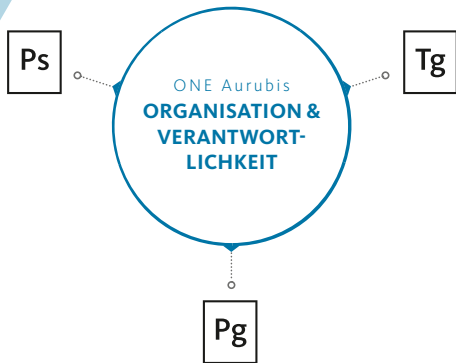 Ps
Tg
ONE Aurubis
ORGANISATION &
VERANTWORT-
LICHKEIT
Pg